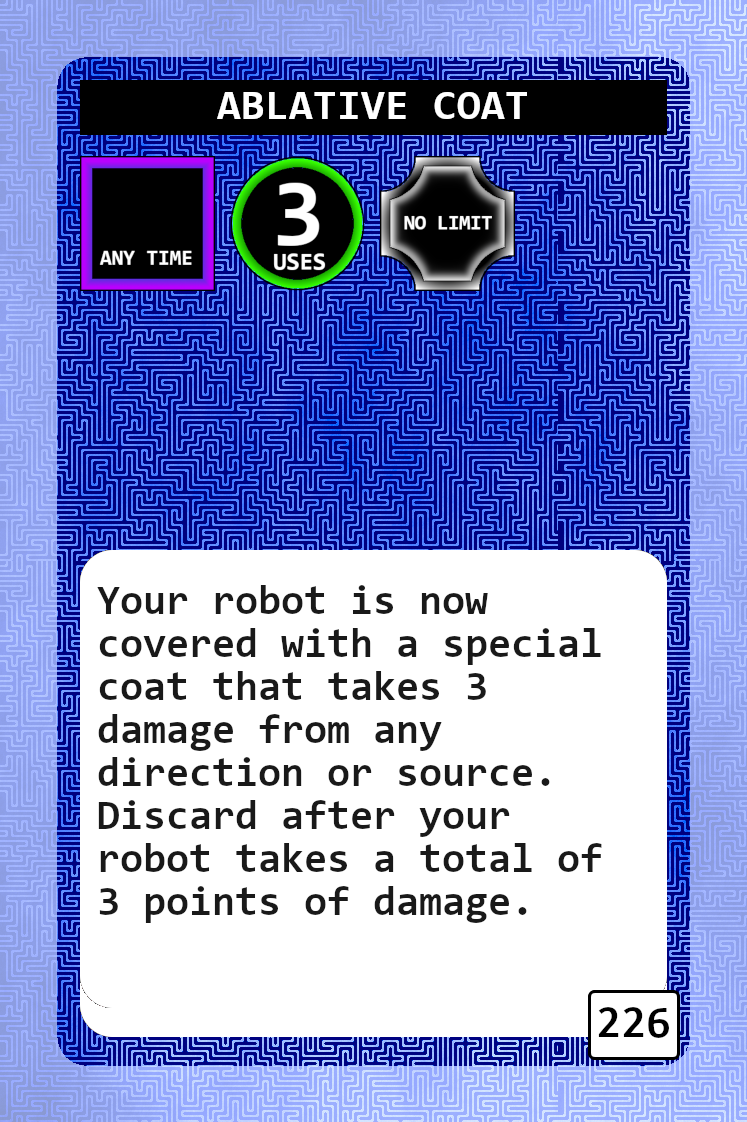 ABLATIVE COAT
ANY TIME
3
USES
NO LIMIT
Your robot is now
covered with a special
coat that takes 3
damage from any
direction or source.
Discard after your
robot takes a total of
3 points of damage.
226